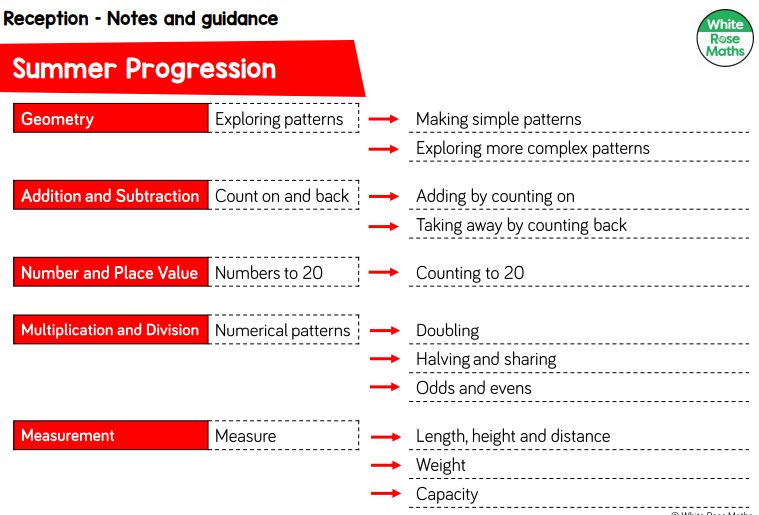 Reception - Notes and guidance
White
Rose
Maths
Summer Progression
Geometry Exploring patterns Making simple patterns
Exploring more complex patterns
Addition and Subtraction Count on and back Adding by counting on
Taking away by counting back
Number and Place Value Numbers to 20 Counting to 20
Multiplication and Division Numerical patterns Doubling
Halving and sharing
Odds and evens
Measurement Measure Length, height and distance
Weight
Capacity
© White Rose Maths